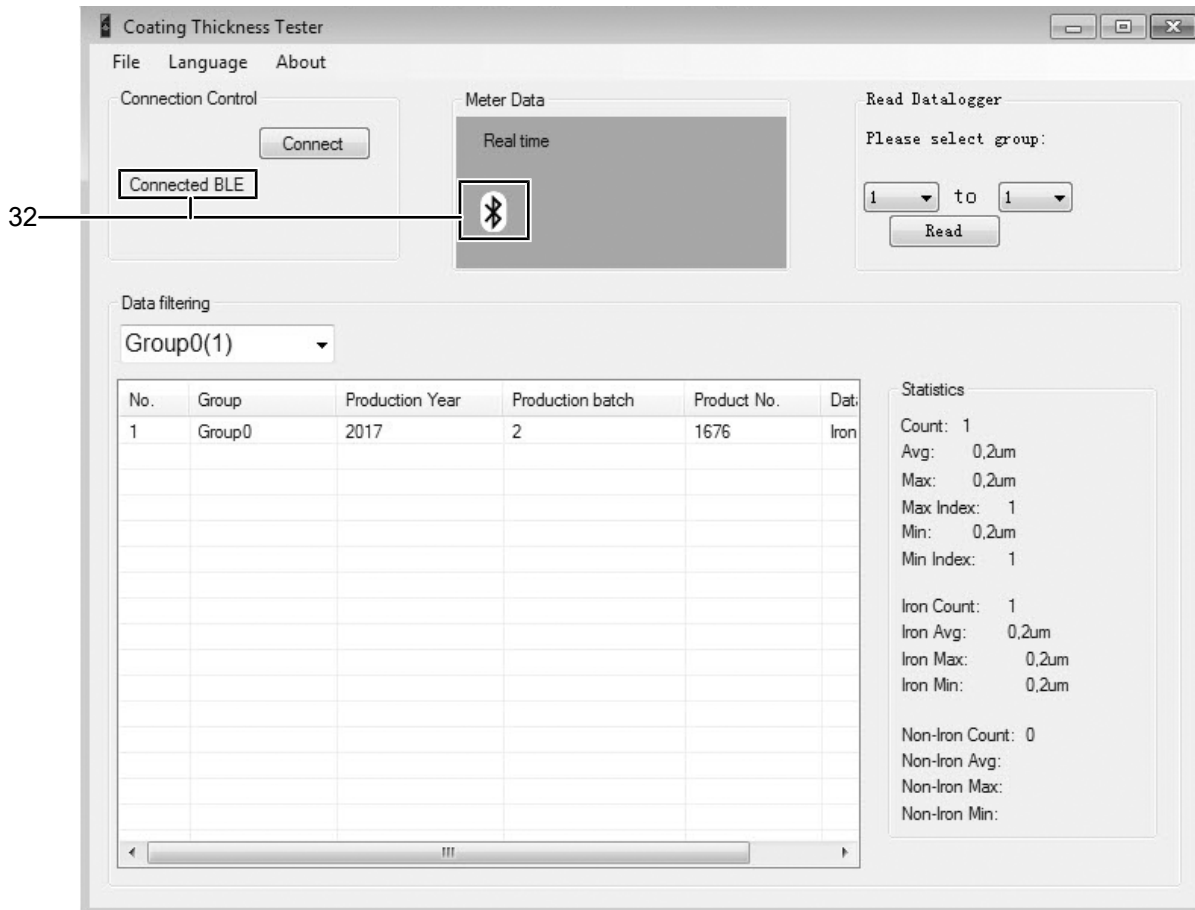 Coating Thickness Tester
File Language About
Connection Control
Connect
Connected BLE
32
Meter Data
Real time
Read Datalogger
Please select group:
1 to 1
Read
Data filtering
Group0(1)
No. Group Production Year Production batch Product No.
1 Group0 2017 2 1676 Iron
Statistics
Count: 1
Avg: 0,2um
Max: 0,2um
Max Index: 1
Min: 0,2um
Min Index: 1
Iron Count: 1
Iron Avg: 0,2um
Iron Max: 0,2um
Iron Min: 0,2um
Non-Iron Count: 0
Non-Iron Avg:
Non-Iron Max:
Non-Iron Min: